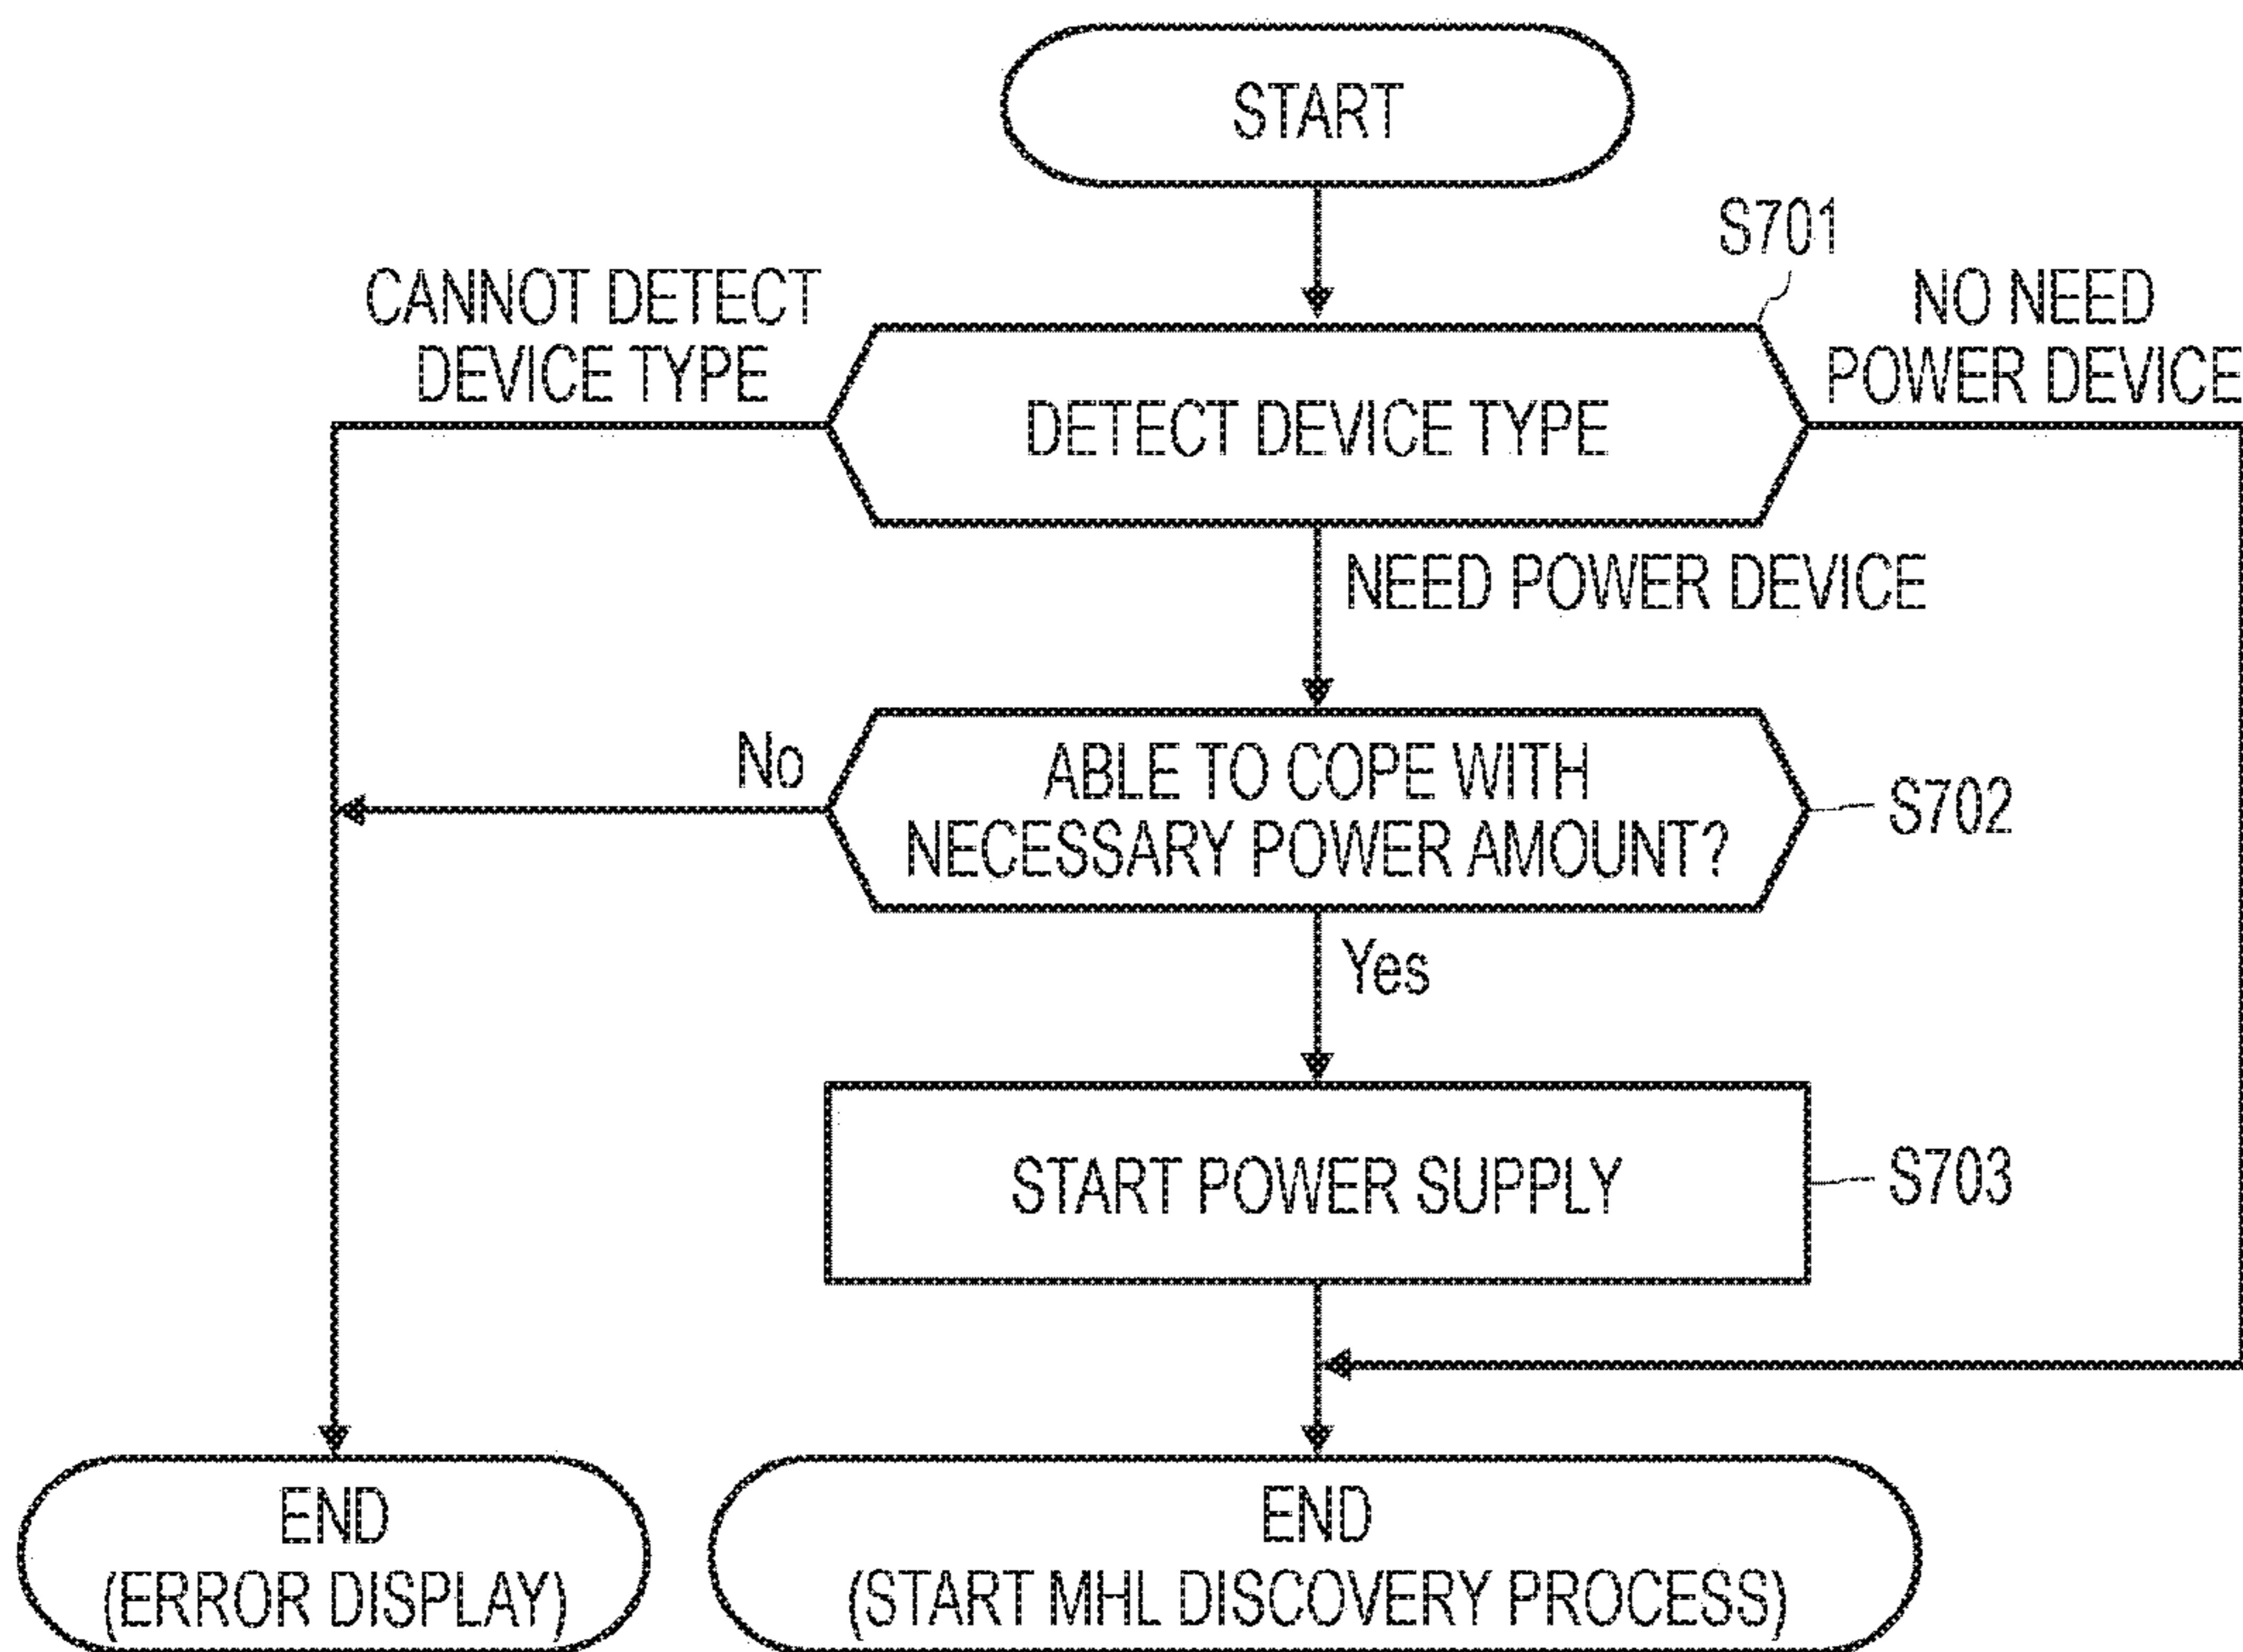 START
S701
CANNOT DETECT
DEVICE TYPE
NO NEED
POWER DEVICE
DETECT DEVICE TYPE
NEED POWER DEVICE
No
ABLE TO COPE WITH
NECESSARY POWER AMOUNT?
S702
Yes
START POWER SUPPLY
S703
END
(ERROR DISPLAY)
END
(START MHL DISCOVERY PROCESS)